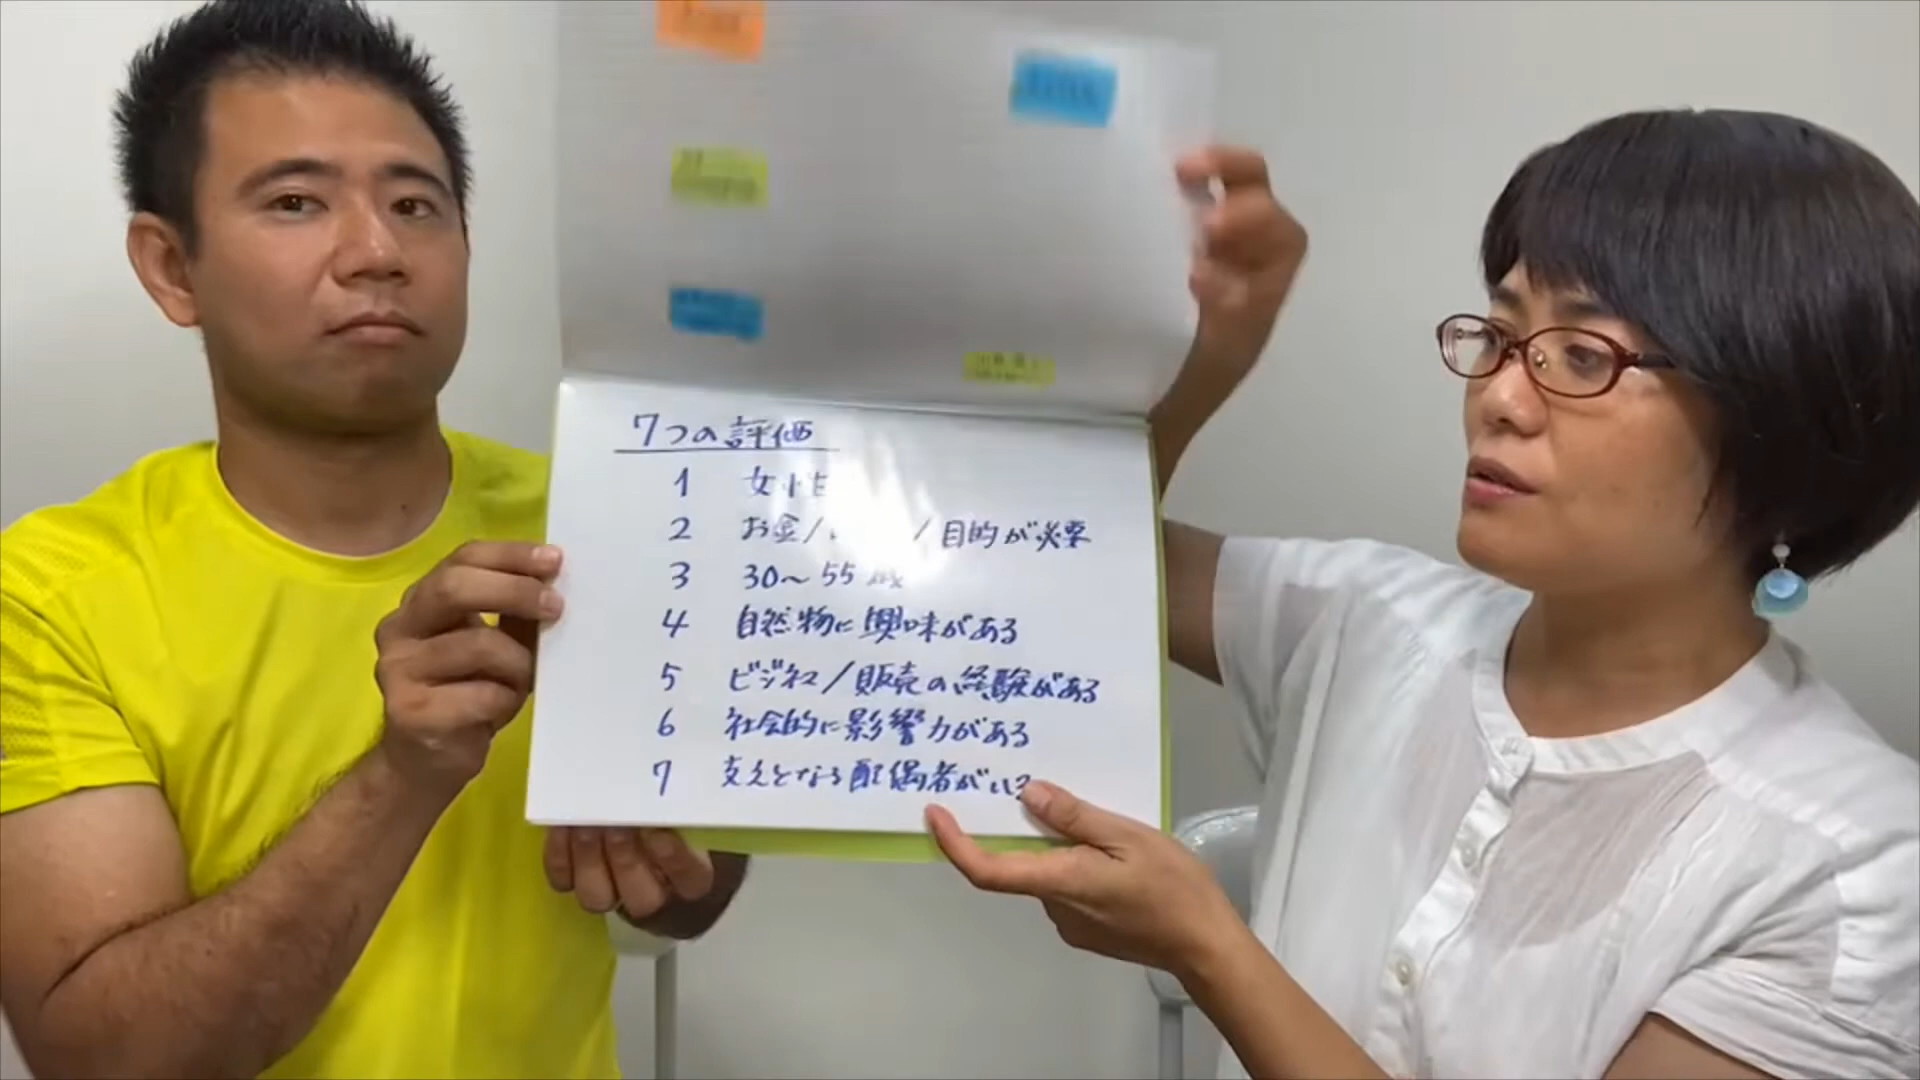 7つの評価
1 女性
2 お金/ /目的が必要
3 30〜55歳
4 自然物に興味がある
5 ビジネス/販売の経験がある
6 社会的に影響力がある
7 支えとなる配偶者がいる